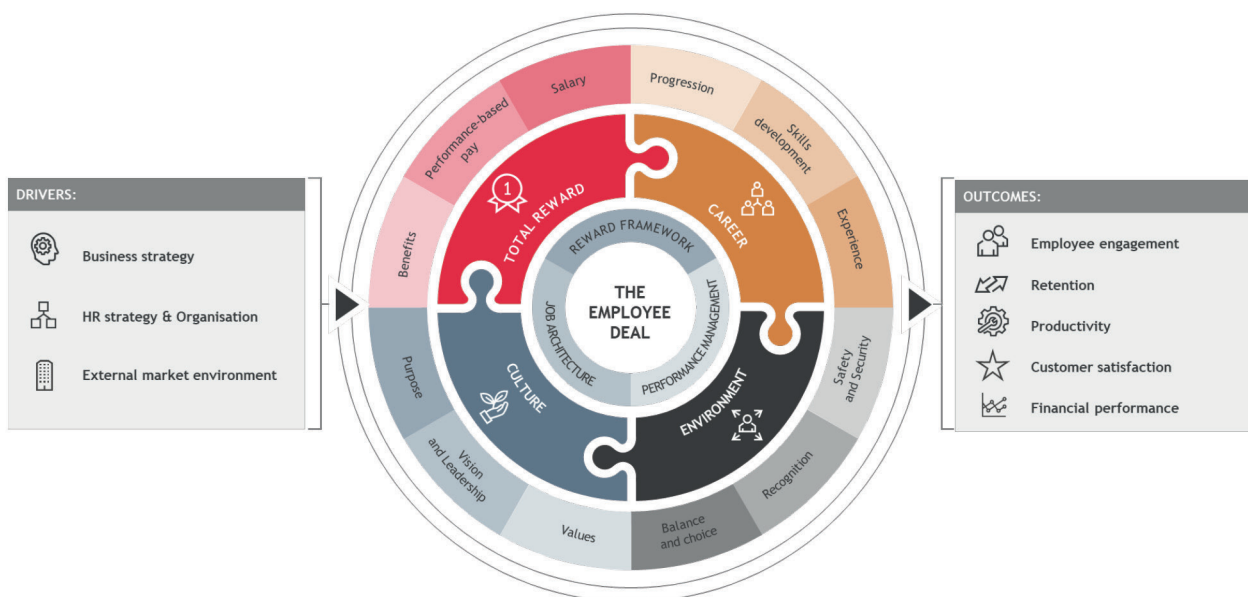 DRIVERS:
Business strategy
HR strategy & Organisation
External market environment
Salary
Performance-based
pay
Benefits
Progression
Skills
development
Experience
TOTAL REWARD
1
CAREER
REWARD FRAMEWORK
JOB ARCHITECTURE
PERFORMANCE MANAGEMENT
THE
EMPLOYEE
DEAL
CULTURE
ENVIRONMENT
Purpose
Vision
and Leadership
Values
Safety
and Security
Recognition
Balance
and choice
OUTCOMES:
Employee engagement
Retention
Productivity
Customer satisfaction
Financial performance